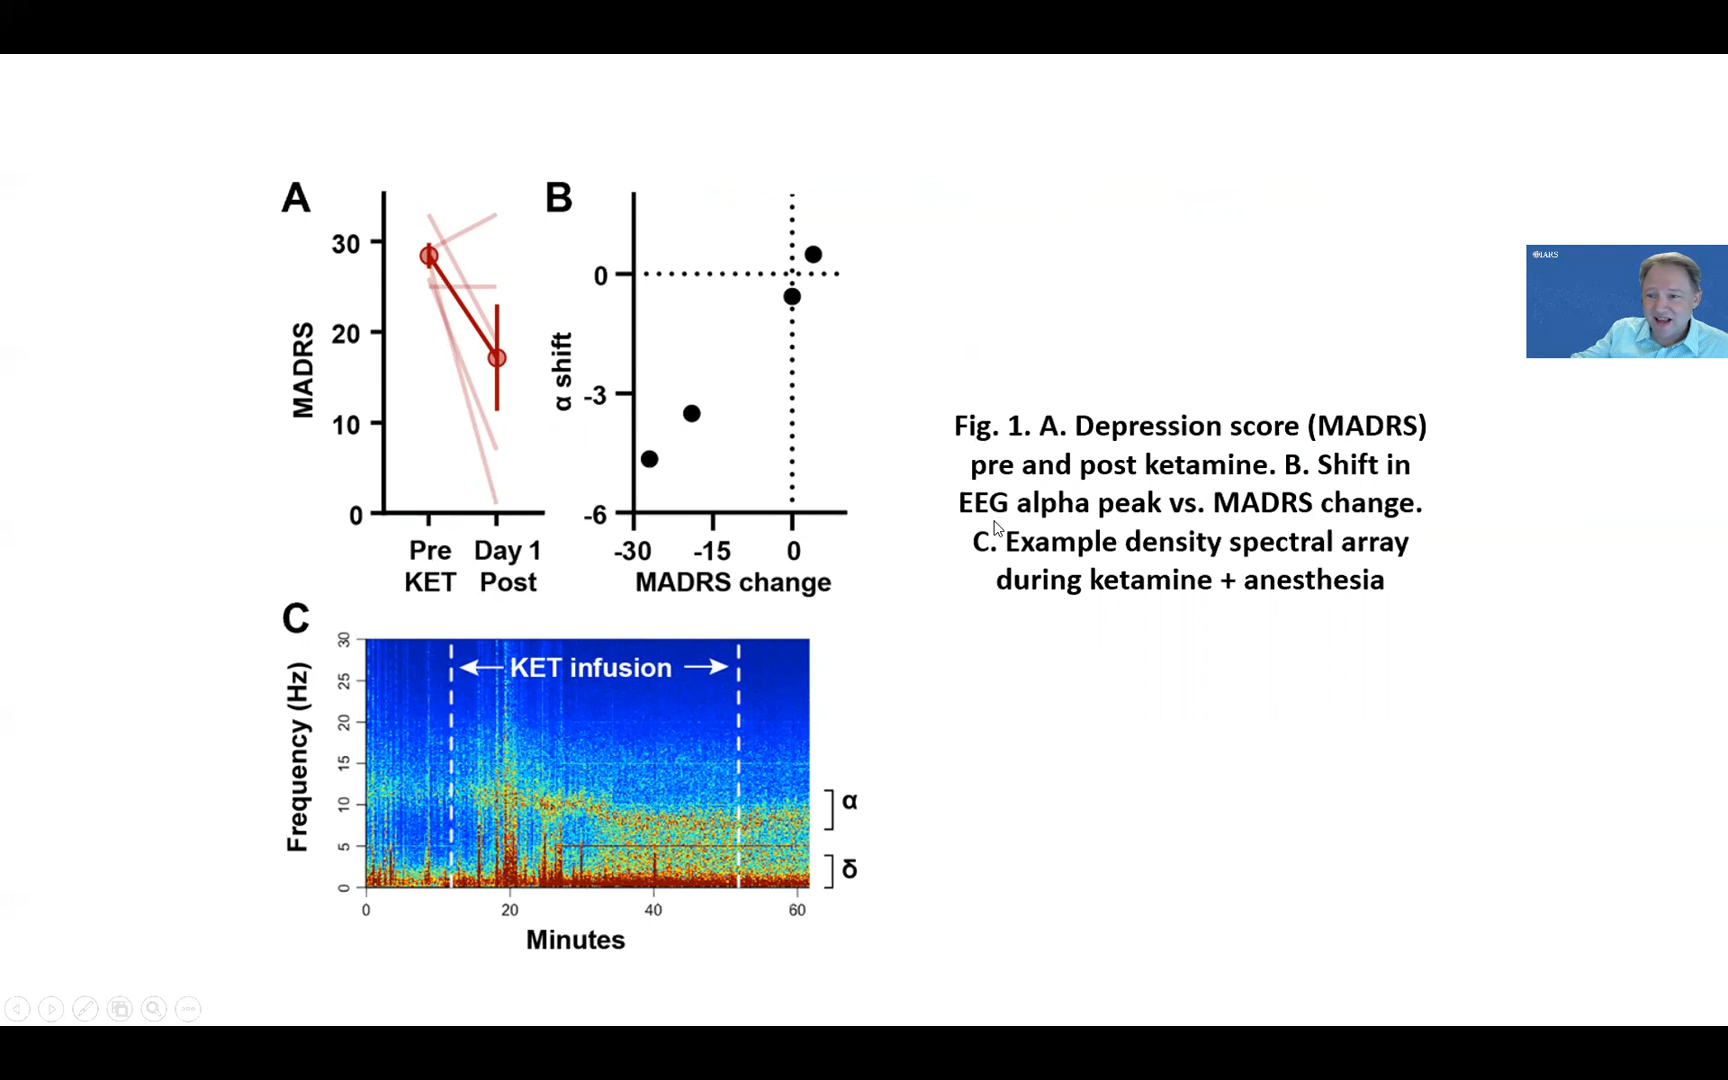 A
B
30
20
10
0
MADRS
Pre
KET
Day 1
Post
0
-3
-6
α shift
-30
-15
0
MADRS change
©IARS
Fig. 1. A. Depression score (MADRS)
pre and post ketamine. B. Shift in
EEG alpha peak vs. MADRS change.
C. Example density spectral array
during ketamine + anesthesia
C
30
25
20
15
10
5
0
Frequency (Hz)
KET infusion
α
δ
0
20
40
60
Minutes